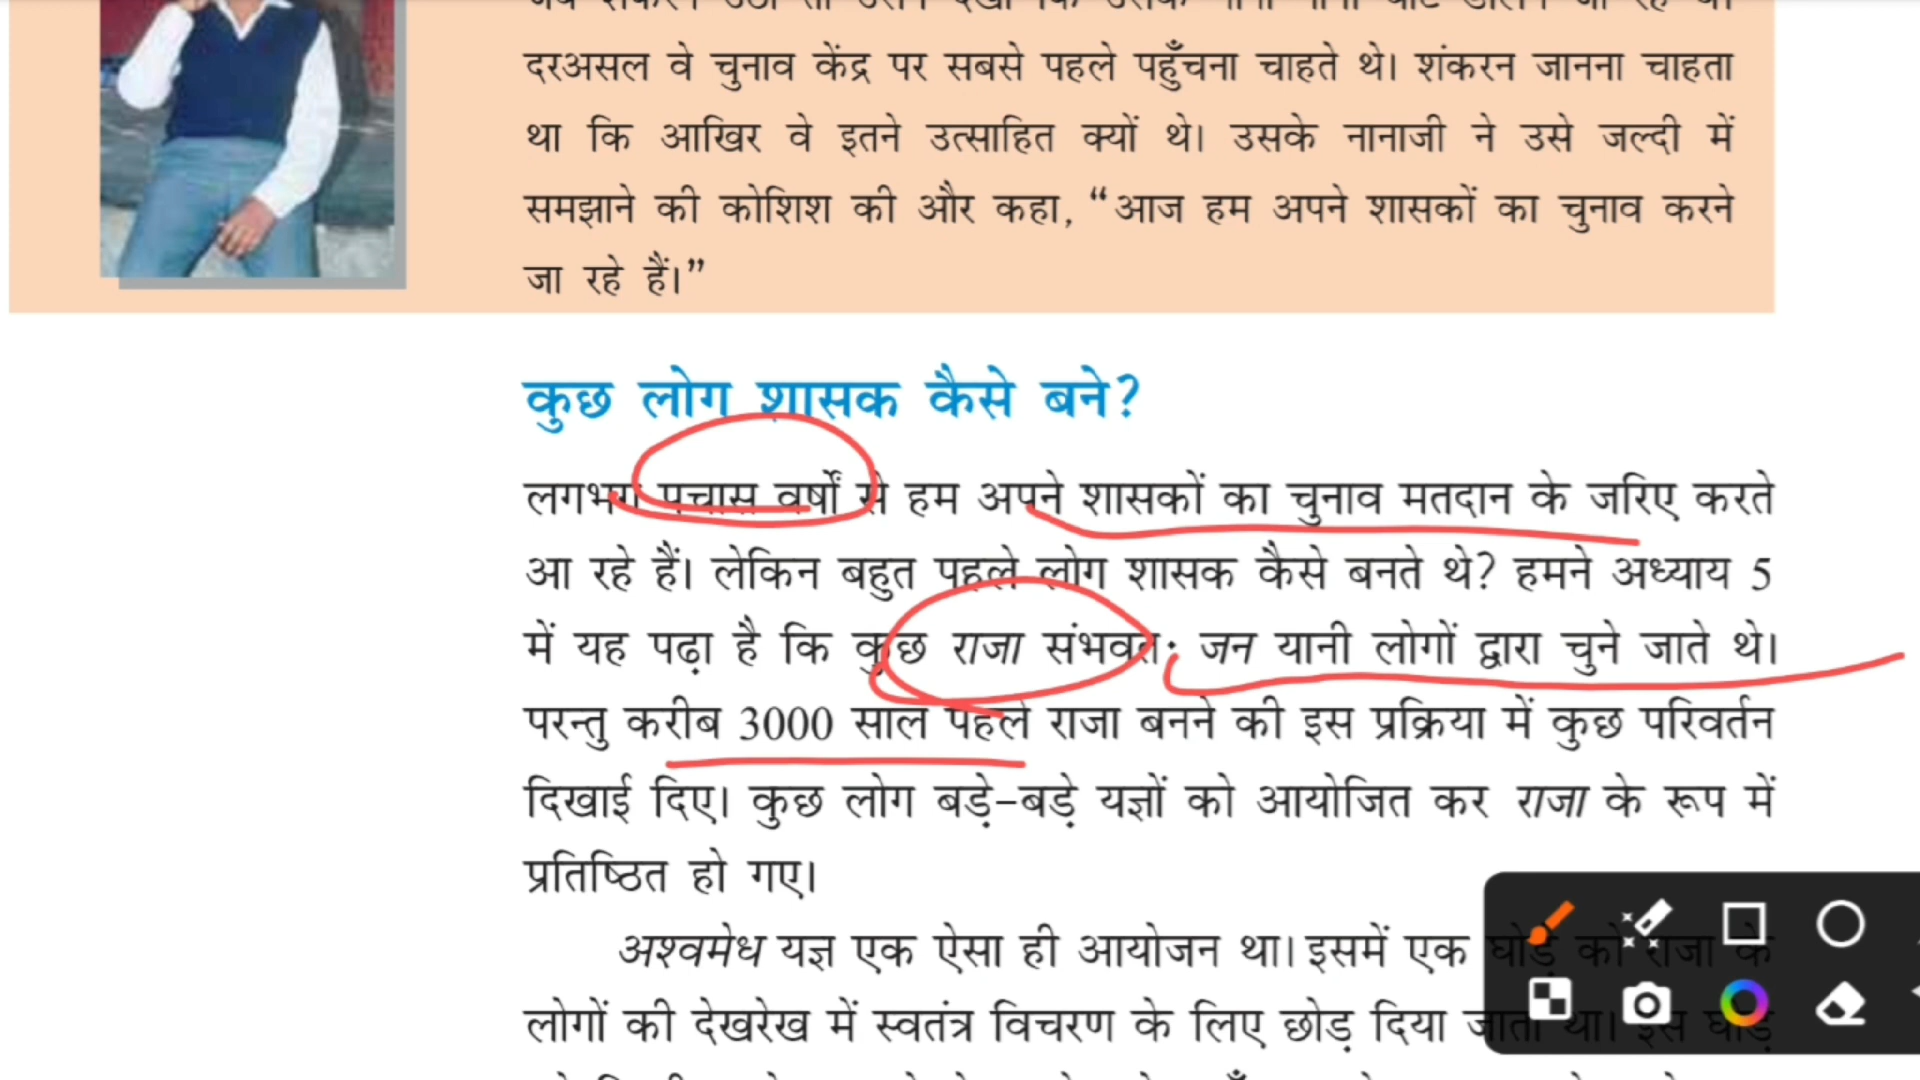 दरअसल वे चुनाव केंद्र पर सबसे पहले पहुँचना चाहते थे। शंकरन जानना चाहता
था कि आखिर वे इतने उत्साहित क्यों थे। उसके नानाजी ने उसे जल्दी में
समझाने की कोशिश की और कहा, “आज हम अपने शासकों का चुनाव करने
जा रहे हैं।”
कुछ लोग शासक कैसे बने?
लगभग पचास वर्षों से हम अपने शासकों का चुनाव मतदान के जरिए करते
आ रहे हैं। लेकिन बहुत पहले लोग शासक कैसे बनते थे? हमने अध्याय 5
में यह पढ़ा है कि कुछ राजा संभवत: जन यानी लोगों द्वारा चुने जाते थे।
परन्तु करीब 3000 साल पहले राजा बनने की इस प्रक्रिया में कुछ परिवर्तन
दिखाई दिए। कुछ लोग बड़े-बड़े यज्ञों को आयोजित कर राजा के रूप में
प्रतिष्ठित हो गए।
अश्वमेध यज्ञ एक ऐसा ही आयोजन था। इसमें एक घोड़े को राजा के
लोगों की देखरेख में स्वतंत्र विचरण के लिए छोड़ दिया जाता था। इस घोड़े